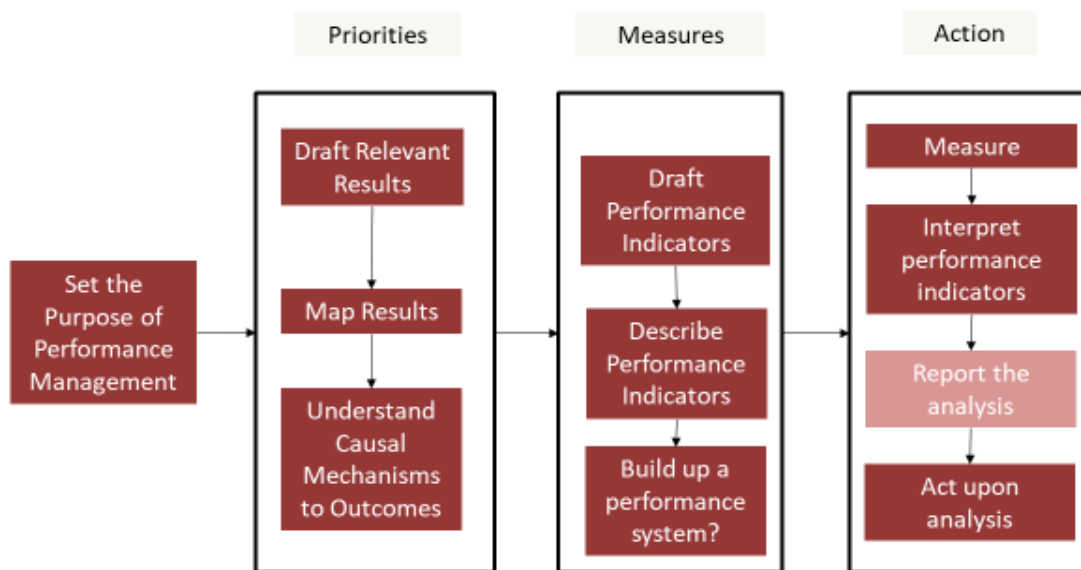 Priorities
Measures
Action
Set the
Purpose of
Performance
Management
Draft Relevant
Results
Map Results
Understand
Causal
Mechanisms
to Outcomes
Draft
Performance
Indicators
Describe
Performance
Indicators
Build up a
performance
system?
Measure
Interpret
performance
indicators
Report the
analysis
Act upon
analysis